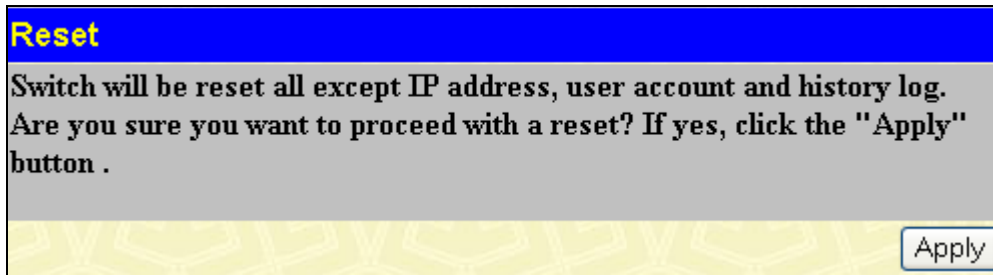 Reset
Switch will be reset all except IP address, user account and history log.
Are you sure you want to proceed with a reset? If yes, click the "Apply"
button .
Apply